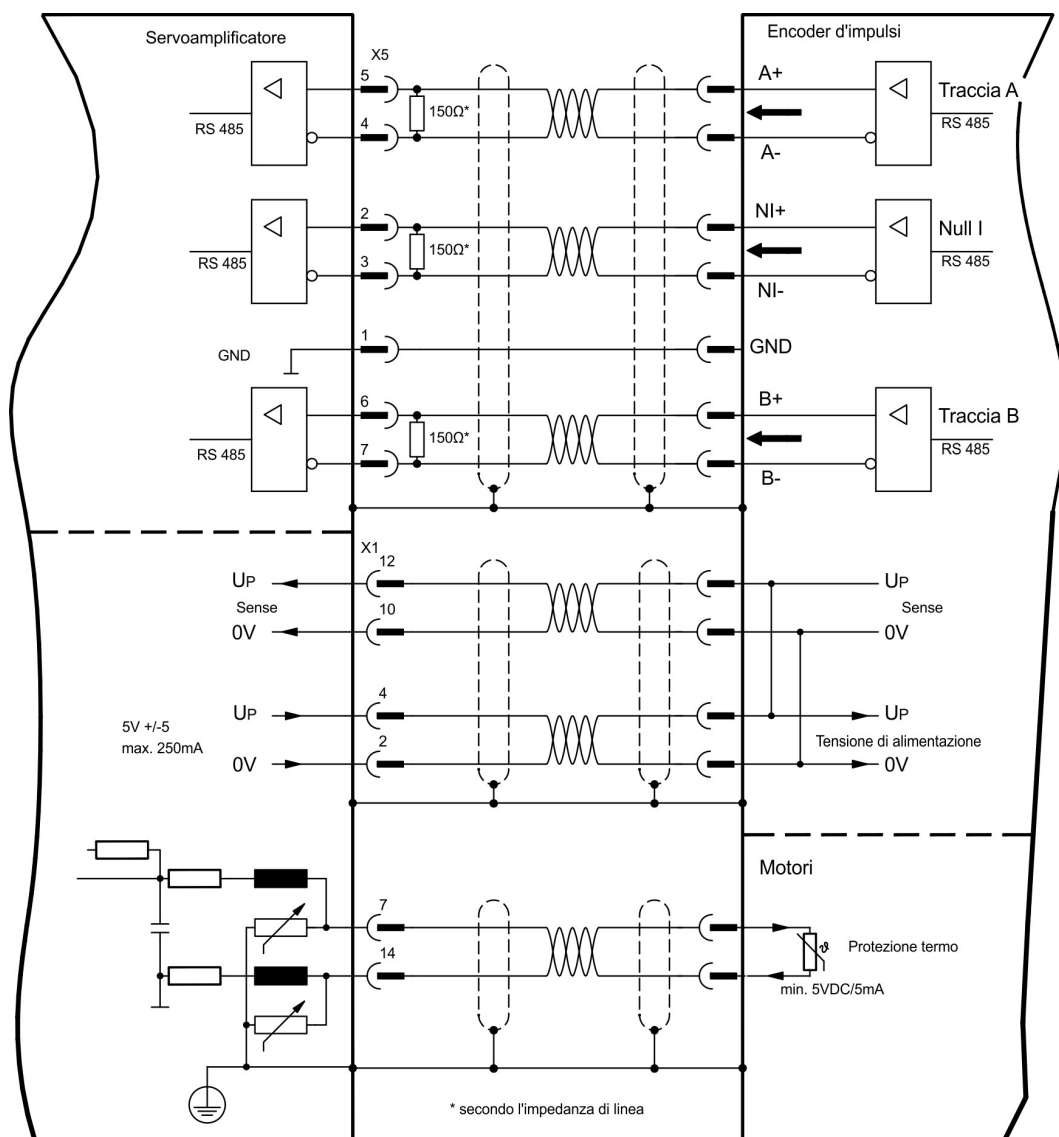 Servoamplificatore
Encoder d'impulsi
X5
5
A+
Traccia A
150Ω*
RS 485
4
A-
RS 485
2
NI+
Null I
150Ω*
RS 485
3
NI-
RS 485
1
GND
GND
6
B+
Traccia B
150Ω*
RS 485
7
B-
RS 485
X1
12
UP
UP
Sense
Sense
10
0V
0V
4
UP
UP
5V +/-5
max. 250mA
Tensione di alimentazione
2
0V
0V
Motori
7
14
ϑ
Protezione termo
min. 5VDC/5mA
* secondo l'impedanza di linea